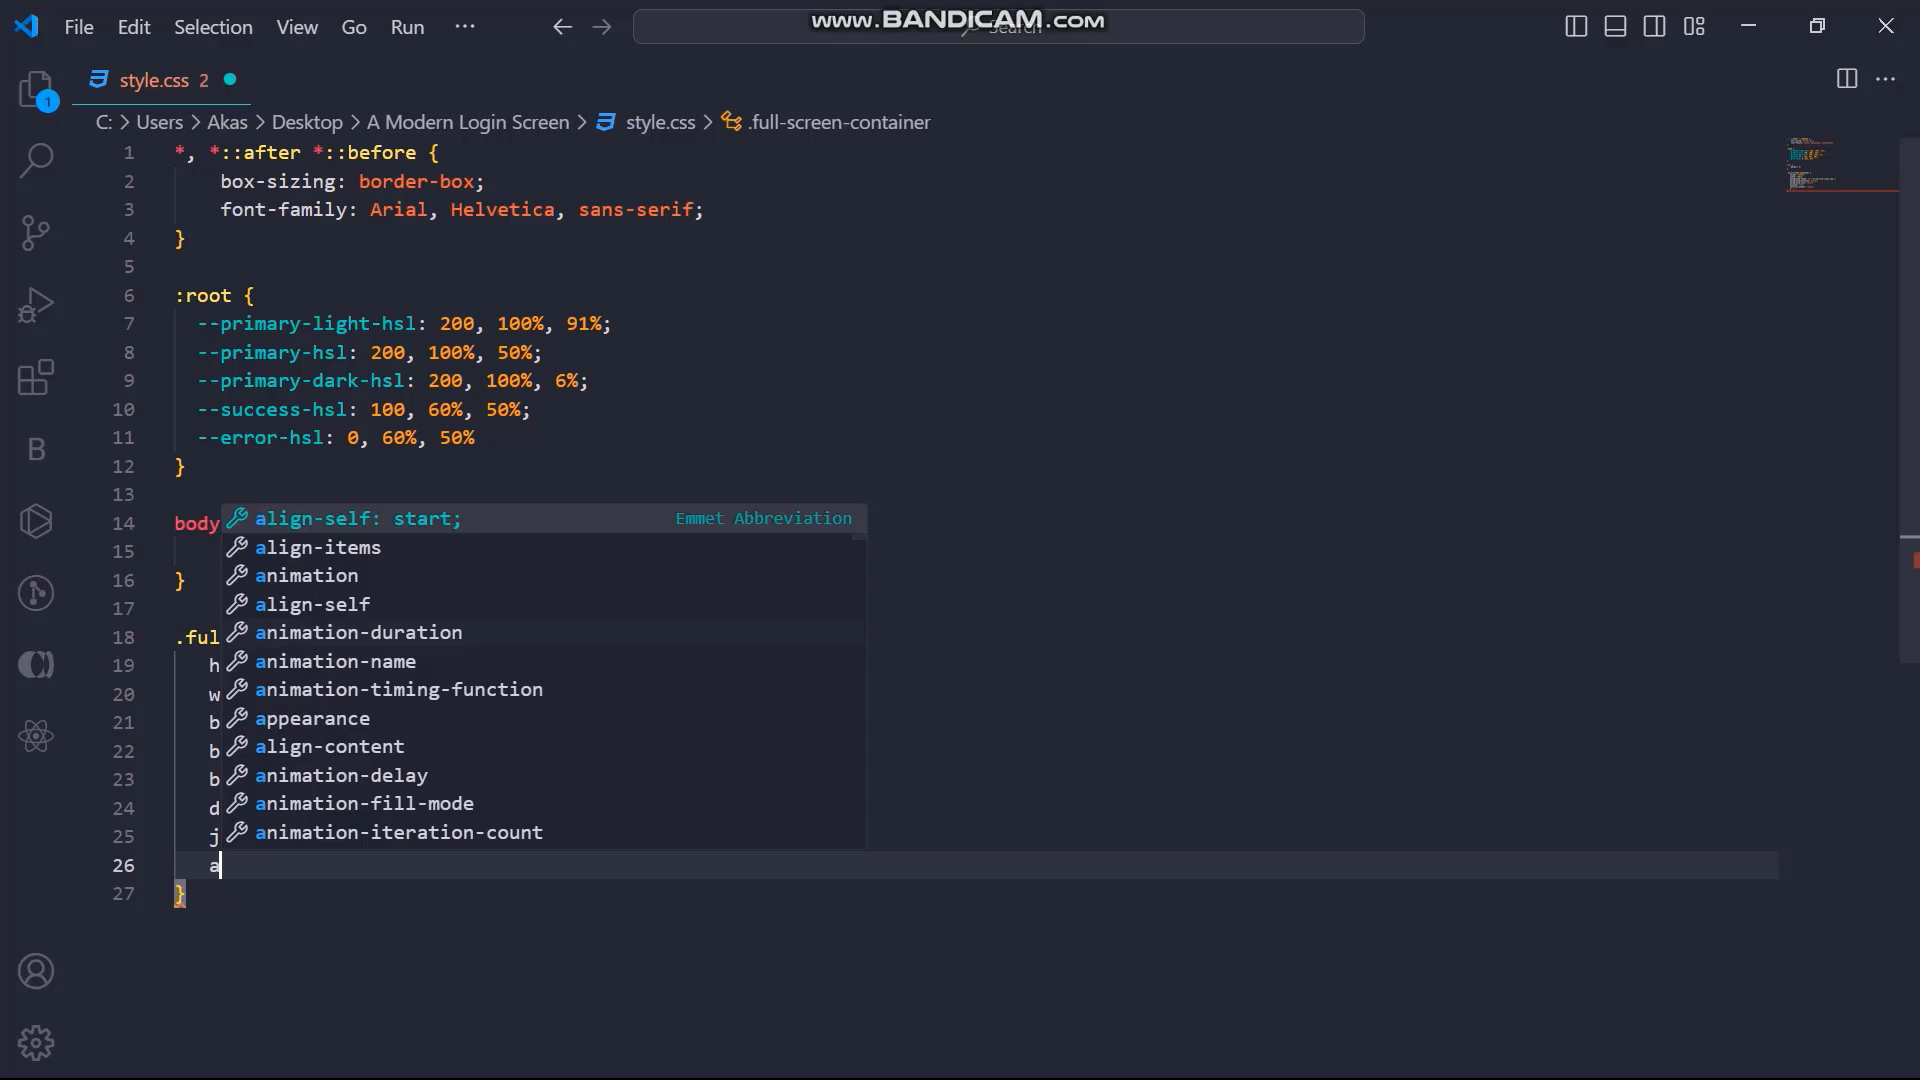 File Edit Selection View Go Run ··· Search
www.BANDICAM.com
style.css 2
1
C: > Users > Akas > Desktop > A Modern Login Screen > style.css > .full-screen-container
1 *, *::after *::before {
2 box-sizing: border-box;
3 font-family: Arial, Helvetica, sans-serif;
4 }
5
6 :root {
7 --primary-light-hsl: 200, 100%, 91%;
8 --primary-hsl: 200, 100%, 50%;
9 --primary-dark-hsl: 200, 100%, 6%;
10 --success-hsl: 100, 60%, 50%;
11 --error-hsl: 0, 60%, 50%
12 }
13
14 body align-self: start; Emmet Abbreviation
15 align-items
16 } animation
17 align-self
18 .ful animation-duration
19 h animation-name
20 w animation-timing-function
21 b appearance
22 b align-content
23 b animation-delay
24 d animation-fill-mode
25 j animation-iteration-count
26 a
27 }